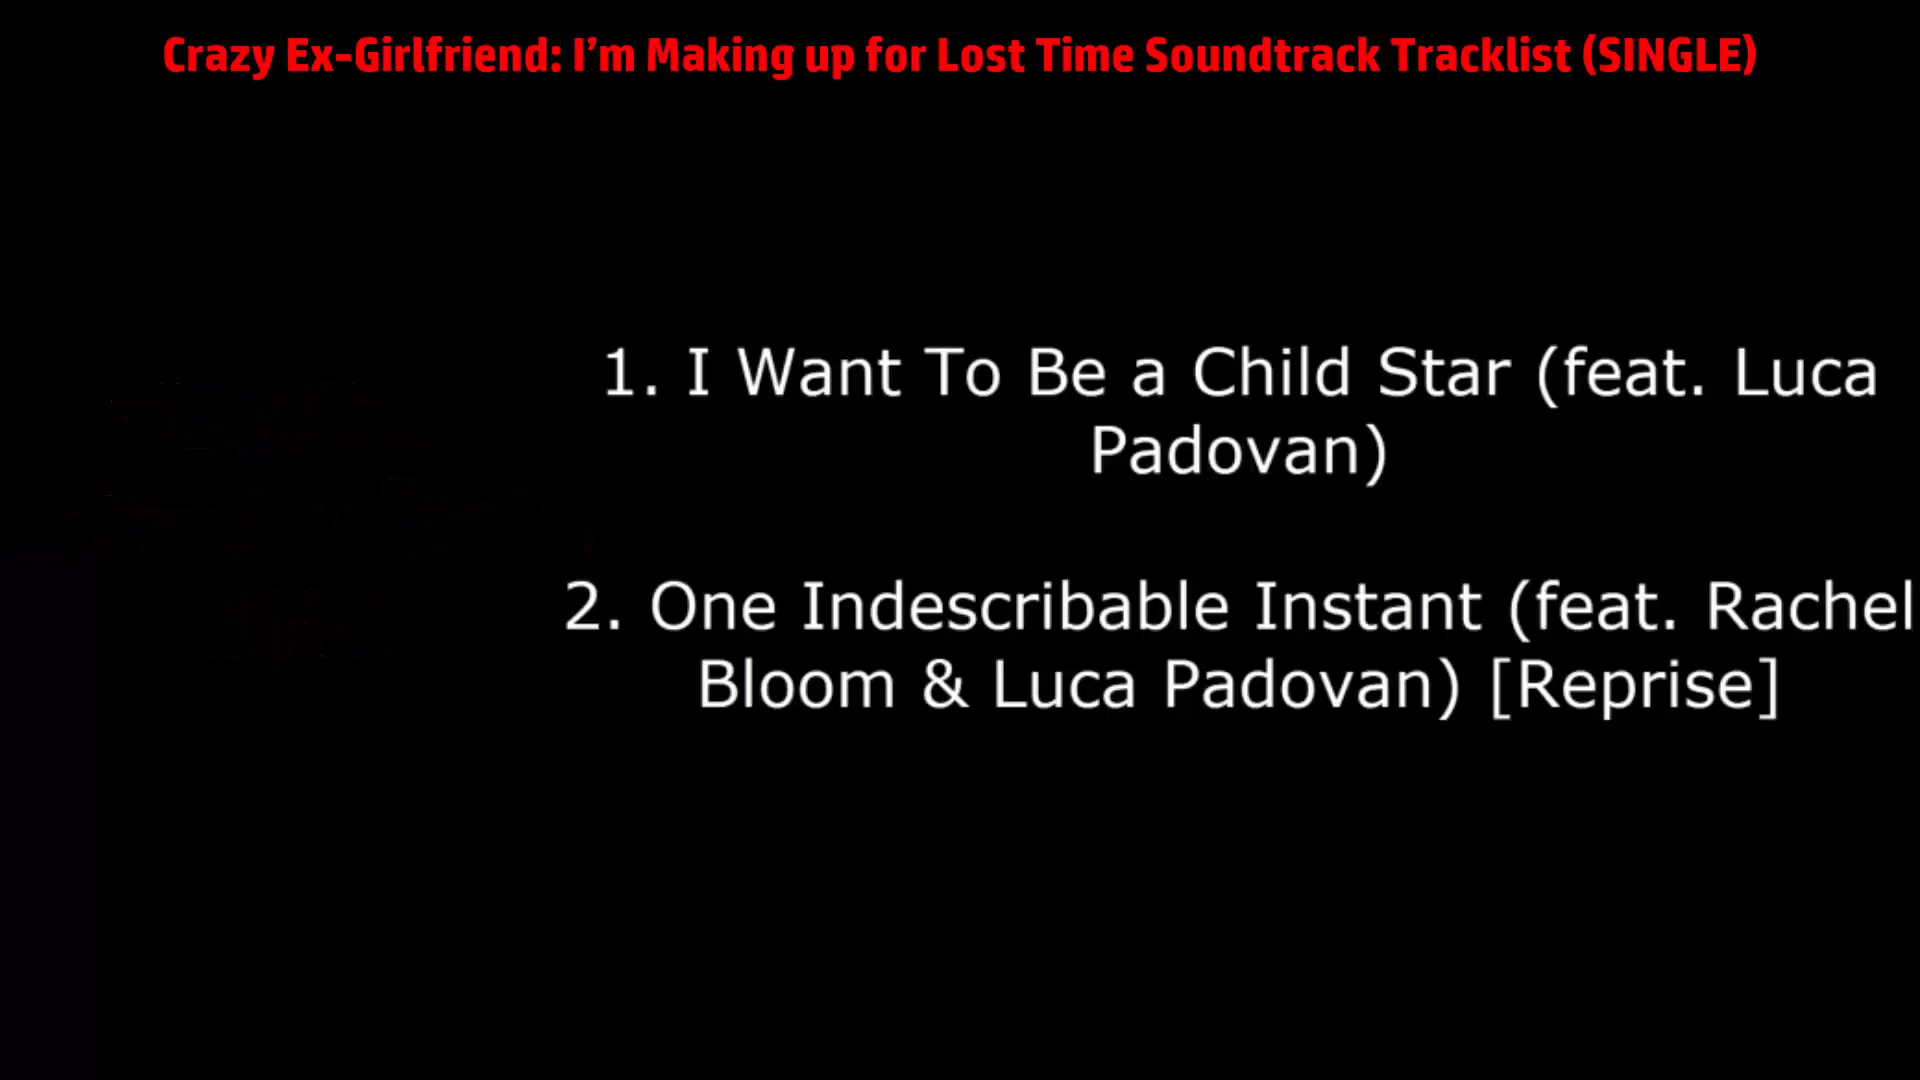 Crazy Ex-Girlfriend: I’m Making up for Lost Time Soundtrack Tracklist (SINGLE)
1. I Want To Be a Child Star (feat. Luca
Padovan)
2. One Indescribable Instant (feat. Rachel
Bloom & Luca Padovan) [Reprise]